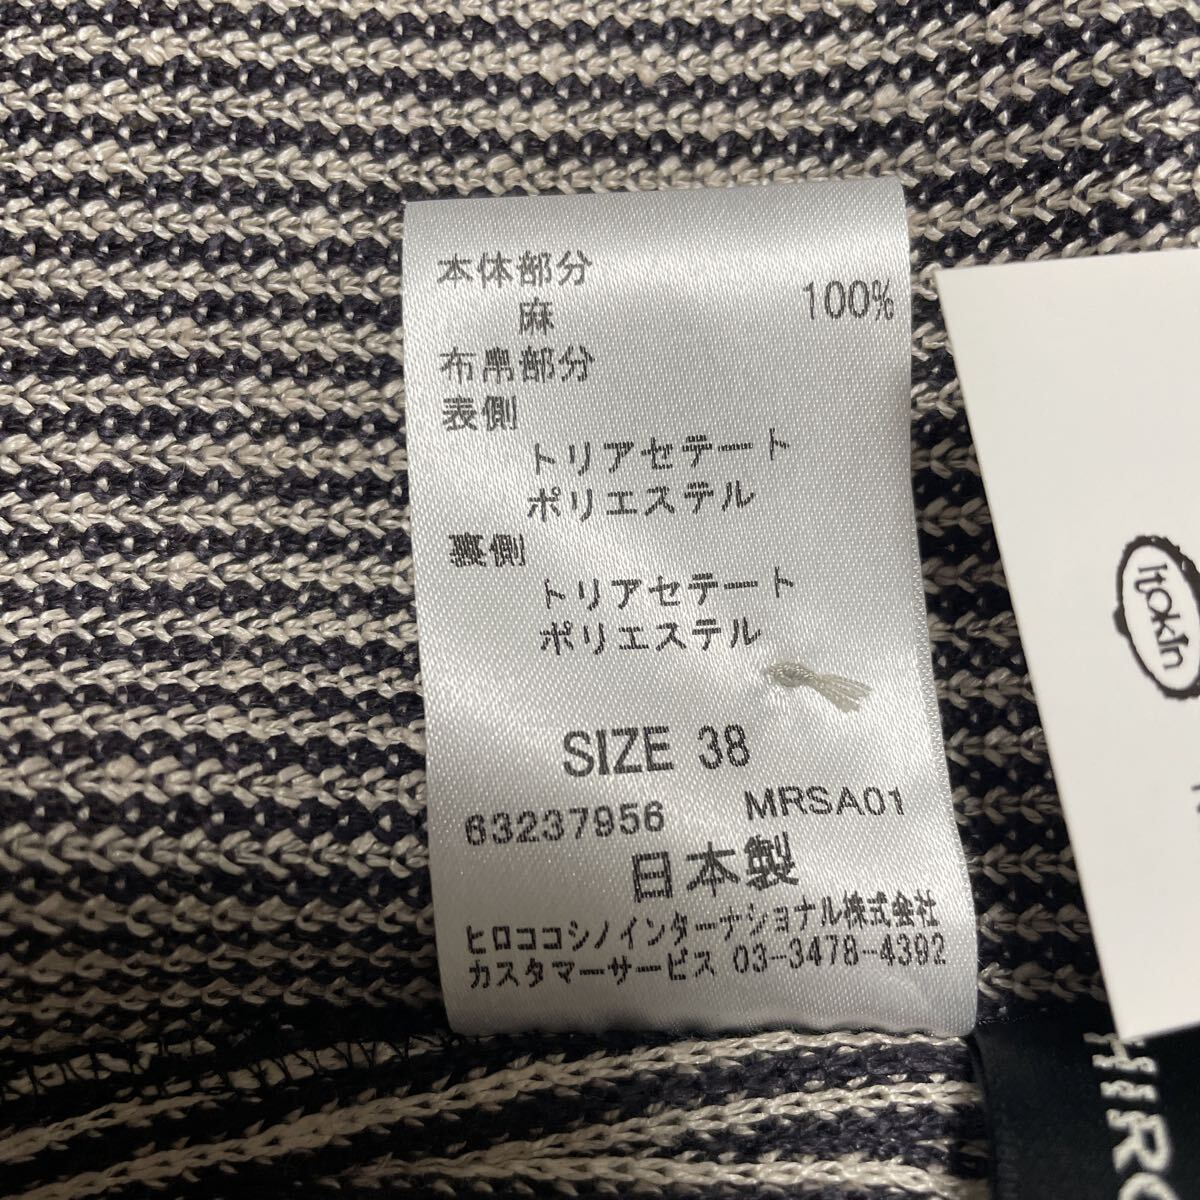 本体部分
麻 100%
布帛部分
表側
トリアセテート
ポリエステル
裏側
トリアセテート
ポリエステル
SIZE 38
63237956 MRSA01
日本製
ヒロココシノインターナショナル株式会社
カスタマーサービス 03-3478-4392
itokin
HIRO